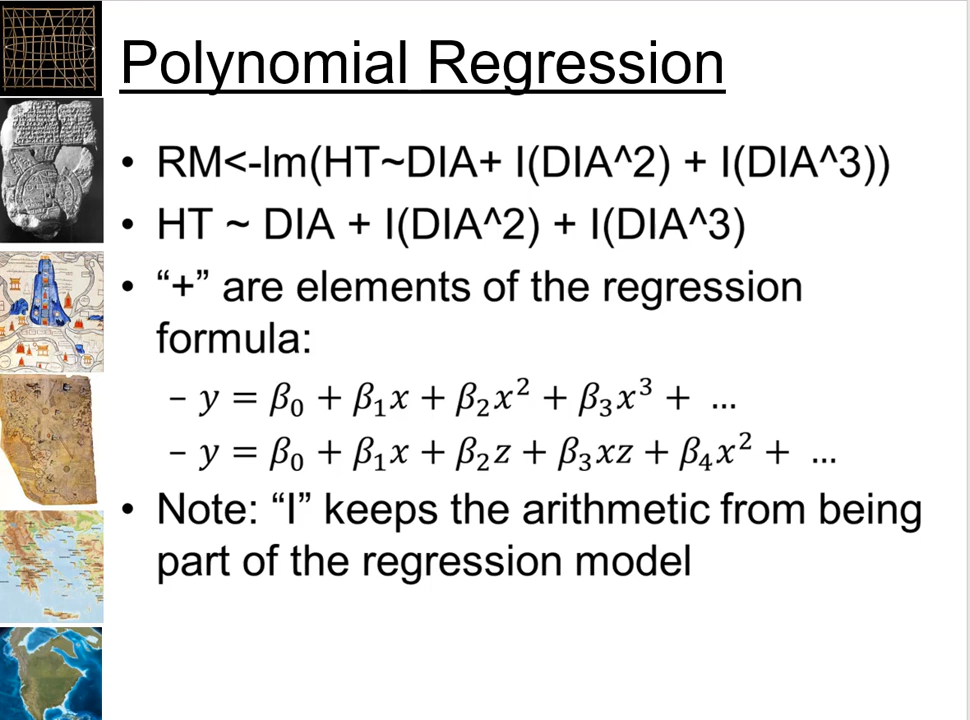 Polynomial Regression
• RM<-lm(HT~DIA+ I(DIA^2) + I(DIA^3))
• HT ~ DIA + I(DIA^2) + I(DIA^3)
• “+” are elements of the regression
formula:
– y = β₀ + β₁x + β₂x² + β₃x³ + ...
– y = β₀ + β₁x + β₂z + β₃xz + β₄x² + ...
• Note: “I” keeps the arithmetic from being
part of the regression model